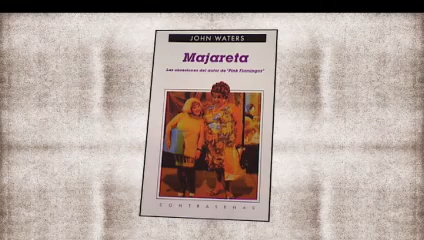 JOHN WATERS
Majareta
Las obsesiones del autor de "Pink Flamingos"
CONTRASEÑAS